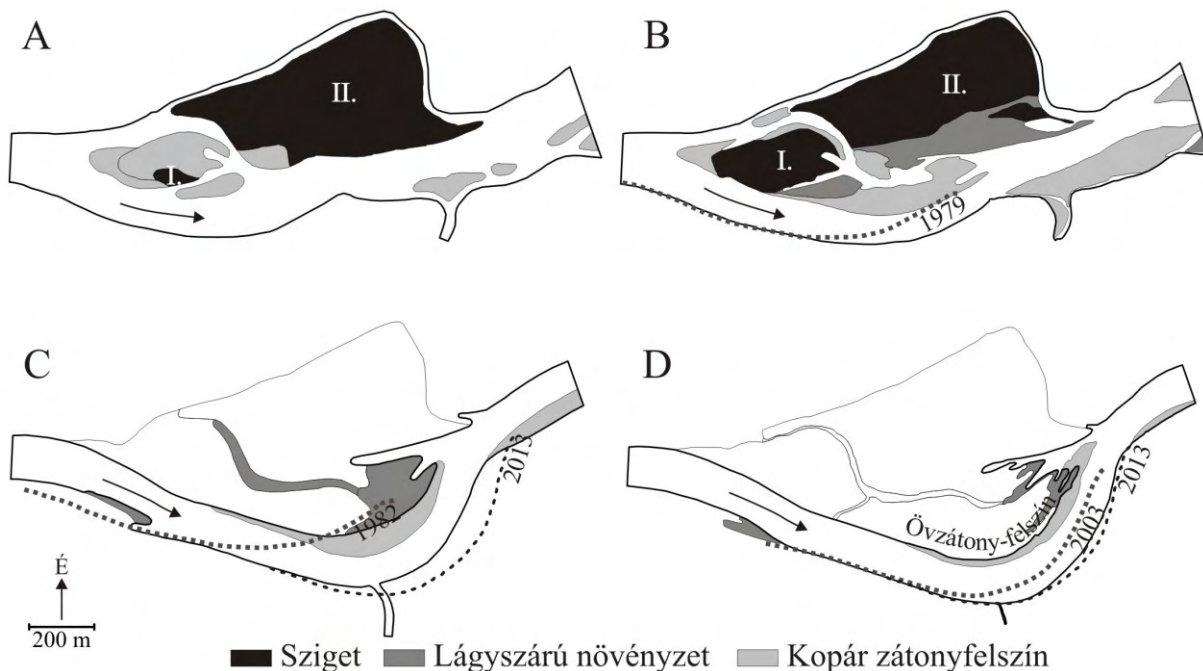 A
II.
I.
B
II.
I.
1979
C
1982
2013
D
Övzátony-felszín
2003
2013
É
200 m
Sziget Lágyszárú növényzet Kopár zátonyfelszín